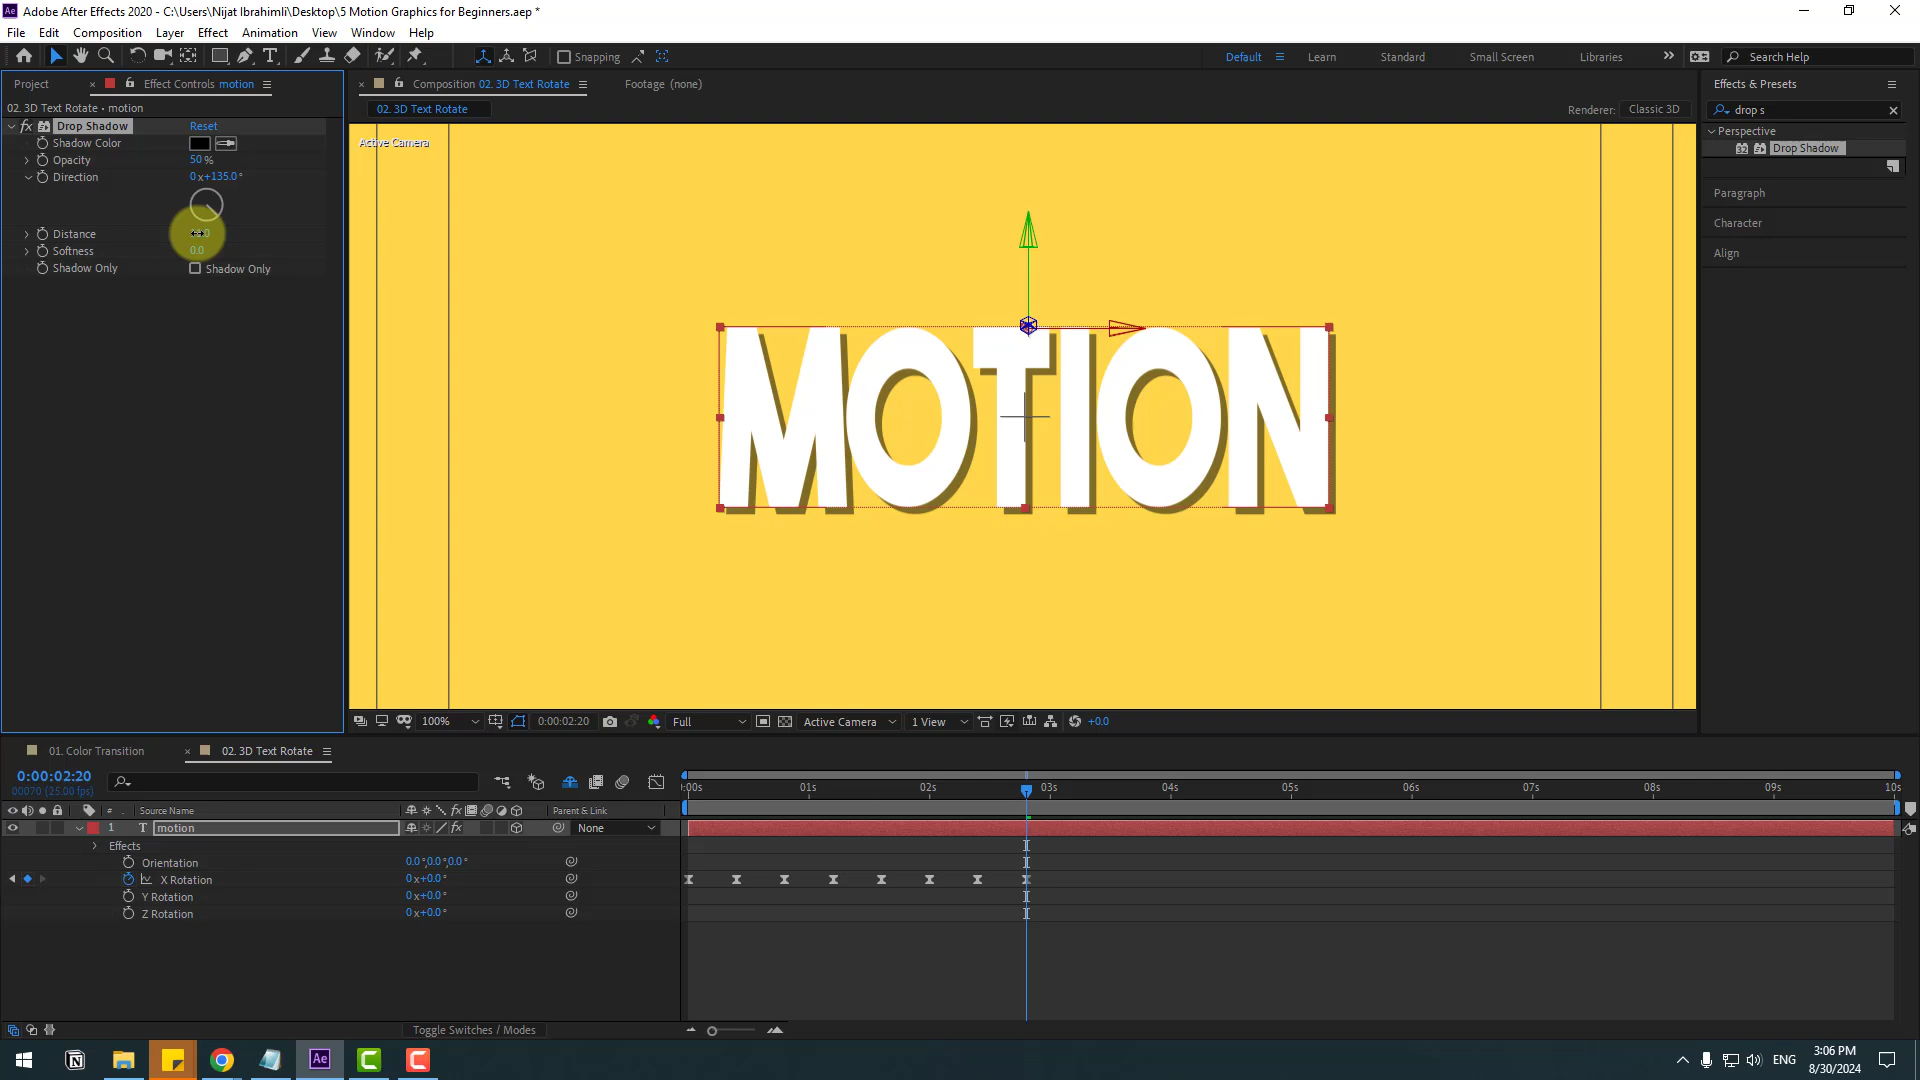 Adobe After Effects 2020 - C:\Users\Nijat Ibrahimli\Desktop\5 Motion Graphics for Beginners.aep *
File Edit Composition Layer Effect Animation View Window Help
Snapping Default Learn Standard Small Screen Libraries Search Help
Project Effect Controls motion Composition 02. 3D Text Rotate Footage (none) Effects & Presets
02. 3D Text Rotate • motion 02. 3D Text Rotate Renderer: Classic 3D drop s
Drop Shadow Reset Perspective
Shadow Color Active Camera 32 Drop Shadow
Opacity 50 %
Direction 0 x+135.0 °
Paragraph
Character
Distance
Softness 0.0 Align
Shadow Only Shadow Only
MOTION
100% 0:00:02:20 Full Active Camera 1 View +0.0
01. Color Transition 02. 3D Text Rotate
0:00:02:20
00070 (25.00 fps) :00s 01s 02s 03s 04s 05s 06s 07s 08s 09s 10s
# Source Name Parent & Link
1 T motion None
Effects
Orientation 0.0 °,0.0 °,0.0 °
X Rotation 0 x+0.0 °
Y Rotation 0 x+0.0 °
Z Rotation 0 x+0.0 °
Toggle Switches / Modes
Ae ENG 3:06 PM
8/30/2024